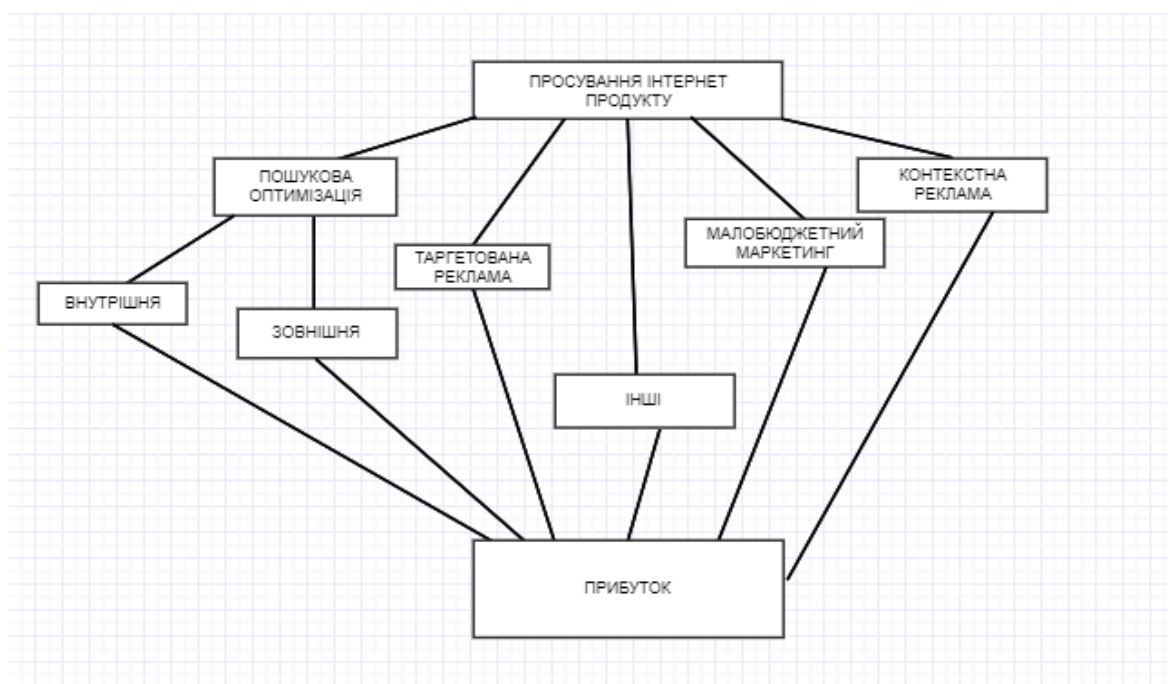 ПРОСУВАННЯ ІНТЕРНЕТ
ПРОДУКТУ
ПОШУКОВА
ОПТИМІЗАЦІЯ
КОНТЕКСТНА
РЕКЛАМА
МАЛОБЮДЖЕТНИЙ
МАРКЕТИНГ
ТАРГЕТОВАНА
РЕКЛАМА
ВНУТРІШНЯ
ЗОВНІШНЯ
ІНШІ
ПРИБУТОК